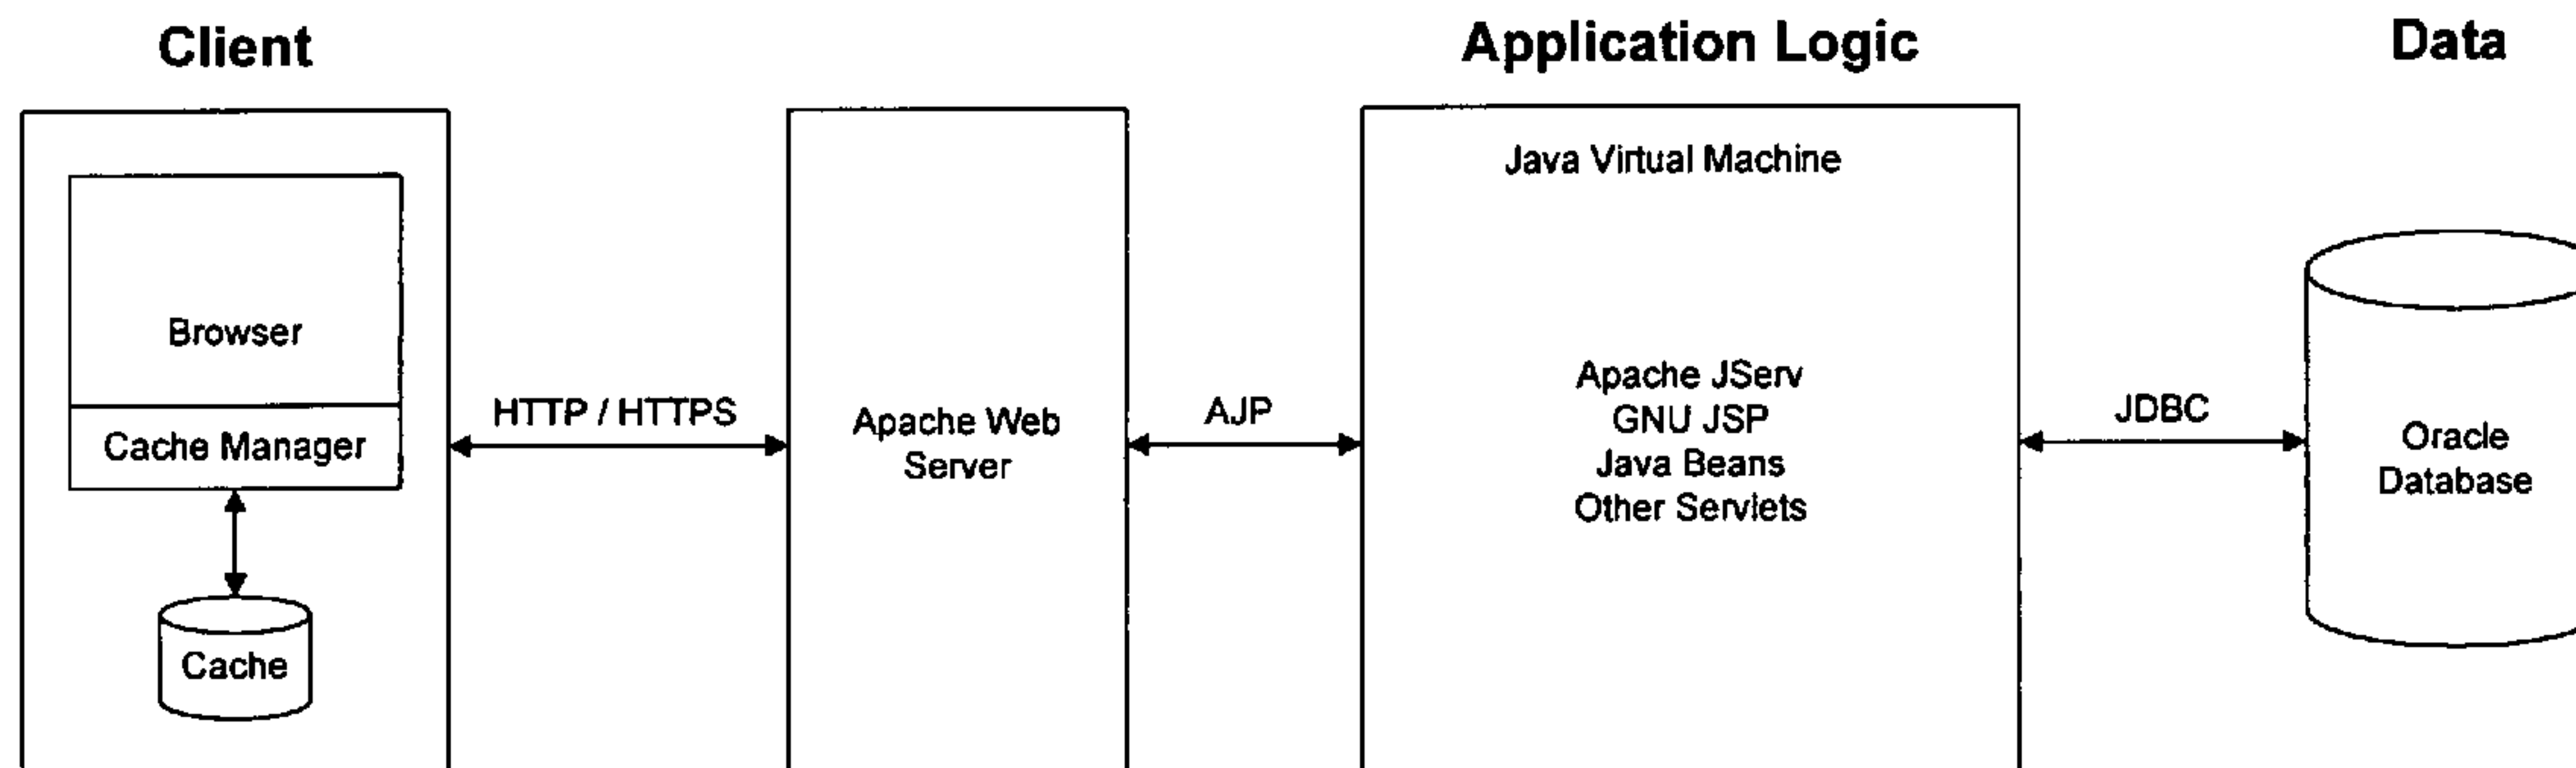 Client
Application Logic
Data
Java Virtual Machine
Browser
Cache Manager
Cache
HTTP / HTTPS
Apache Web
Server
AJP
Apache JServ
GNU JSP
Java Beans
Other Servlets
JDBC
Oracle
Database